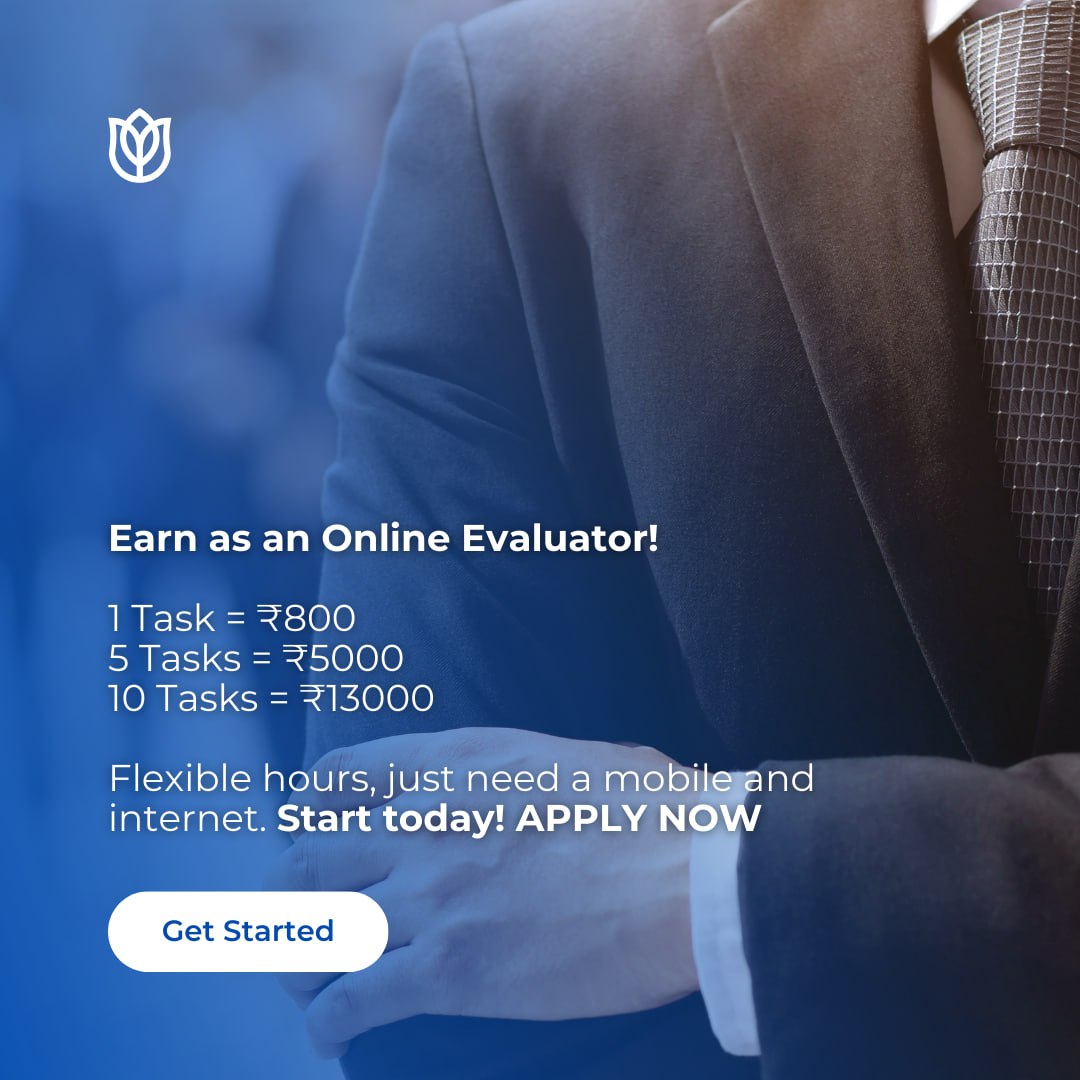 Earn as an Online Evaluator!
1 Task = ₹800
5 Tasks = ₹5000
10 Tasks = ₹13000
Flexible hours, just need a mobile and
internet. Start today! APPLY NOW
Get Started